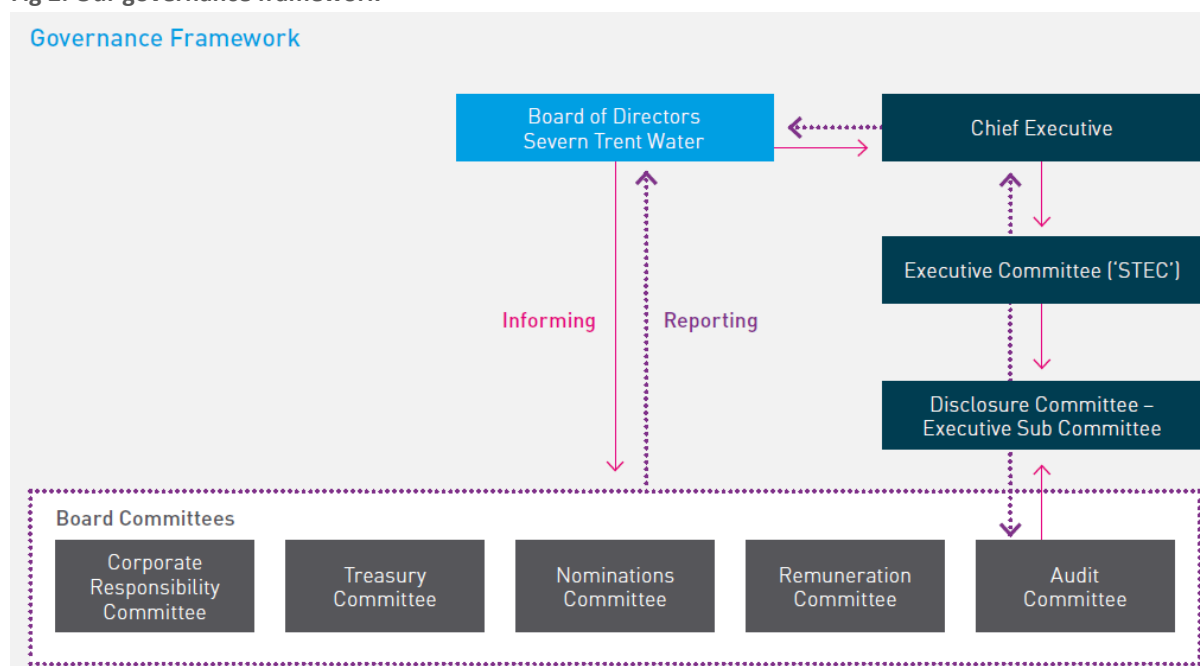 Governance Framework
Board of Directors
Severn Trent Water
Chief Executive
Executive Committee (‘STEC’)
Informing
Reporting
Disclosure Committee –
Executive Sub Committee
Board Committees
Corporate
Responsibility
Committee
Treasury
Committee
Nominations
Committee
Remuneration
Committee
Audit
Committee